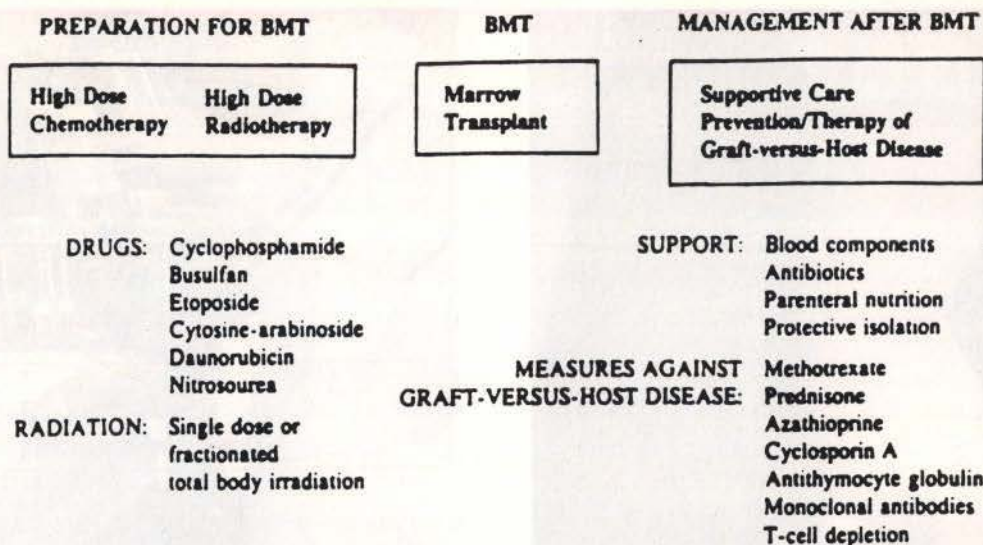 PREPARATION FOR BMT
High Dose Chemotherapy
High Dose Radiotherapy
DRUGS: Cyclophosphamide
Busulfan
Etoposide
Cytosine-arabinoside
Daunorubicin
Nitrosourea
RADIATION: Single dose or
fractionated
total body irradiation
BMT
Marrow
Transplant
MANAGEMENT AFTER BMT
Supportive Care
Prevention/Therapy of
Graft-versus-Host Disease
SUPPORT: Blood components
Antibiotics
Parenteral nutrition
Protective isolation
MEASURES AGAINST Methotrexate
GRAFT-VERSUS-HOST DISEASE: Prednisone
Azathioprine
Cyclosporin A
Antithymocyte globulin
Monoclonal antibodies
T-cell depletion